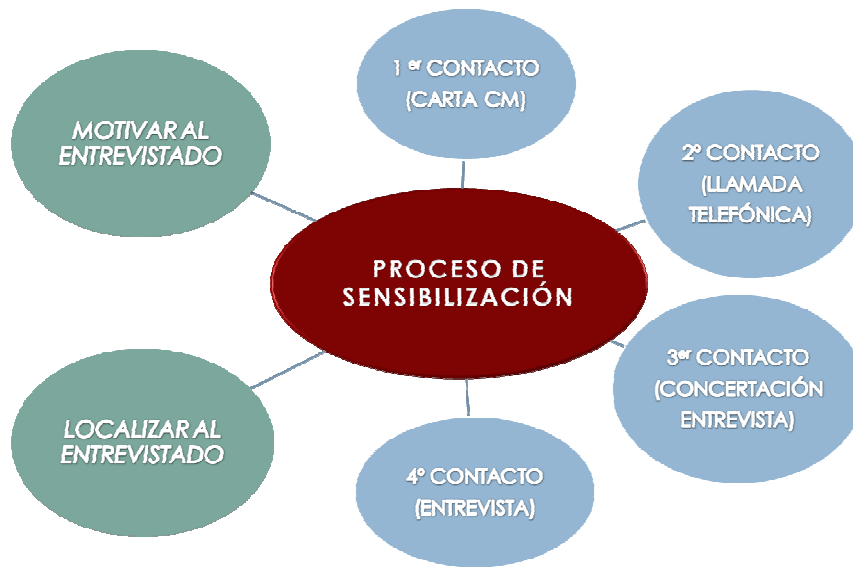 MOTIVAR AL
ENTREVISTADO
1 er CONTACTO
(CARTA CM)
2º CONTACTO
(LLAMADA
TELEFÓNICA)
PROCESO DE
SENSIBILIZACIÓN
3er CONTACTO
(CONCERTACIÓN
ENTREVISTA)
LOCALIZAR AL
ENTREVISTADO
4º CONTACTO
(ENTREVISTA)